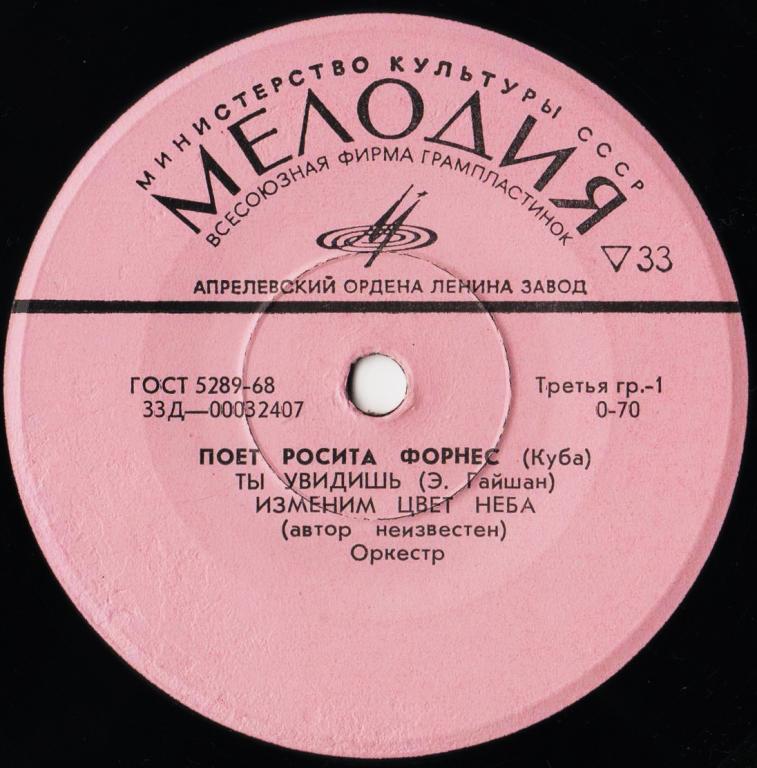 МИНИСТЕРСТВО КУЛЬТУРЫ СССР
МЕЛОДИЯ
ВСЕСОЮЗНАЯ ФИРМА ГРАМПЛАСТИНОК
▽33
АПРЕЛЕВСКИЙ ОРДЕНА ЛЕНИНА ЗАВОД
ГОСТ 5289-68
Третья гр.-1
33Д—00032407
0-70
ПОЕТ РОСИТА ФОРНЕС (Куба)
ТЫ УВИДИШЬ (Э. Гайшан)
ИЗМЕНИМ ЦВЕТ НЕБА
(автор неизвестен)
Оркестр